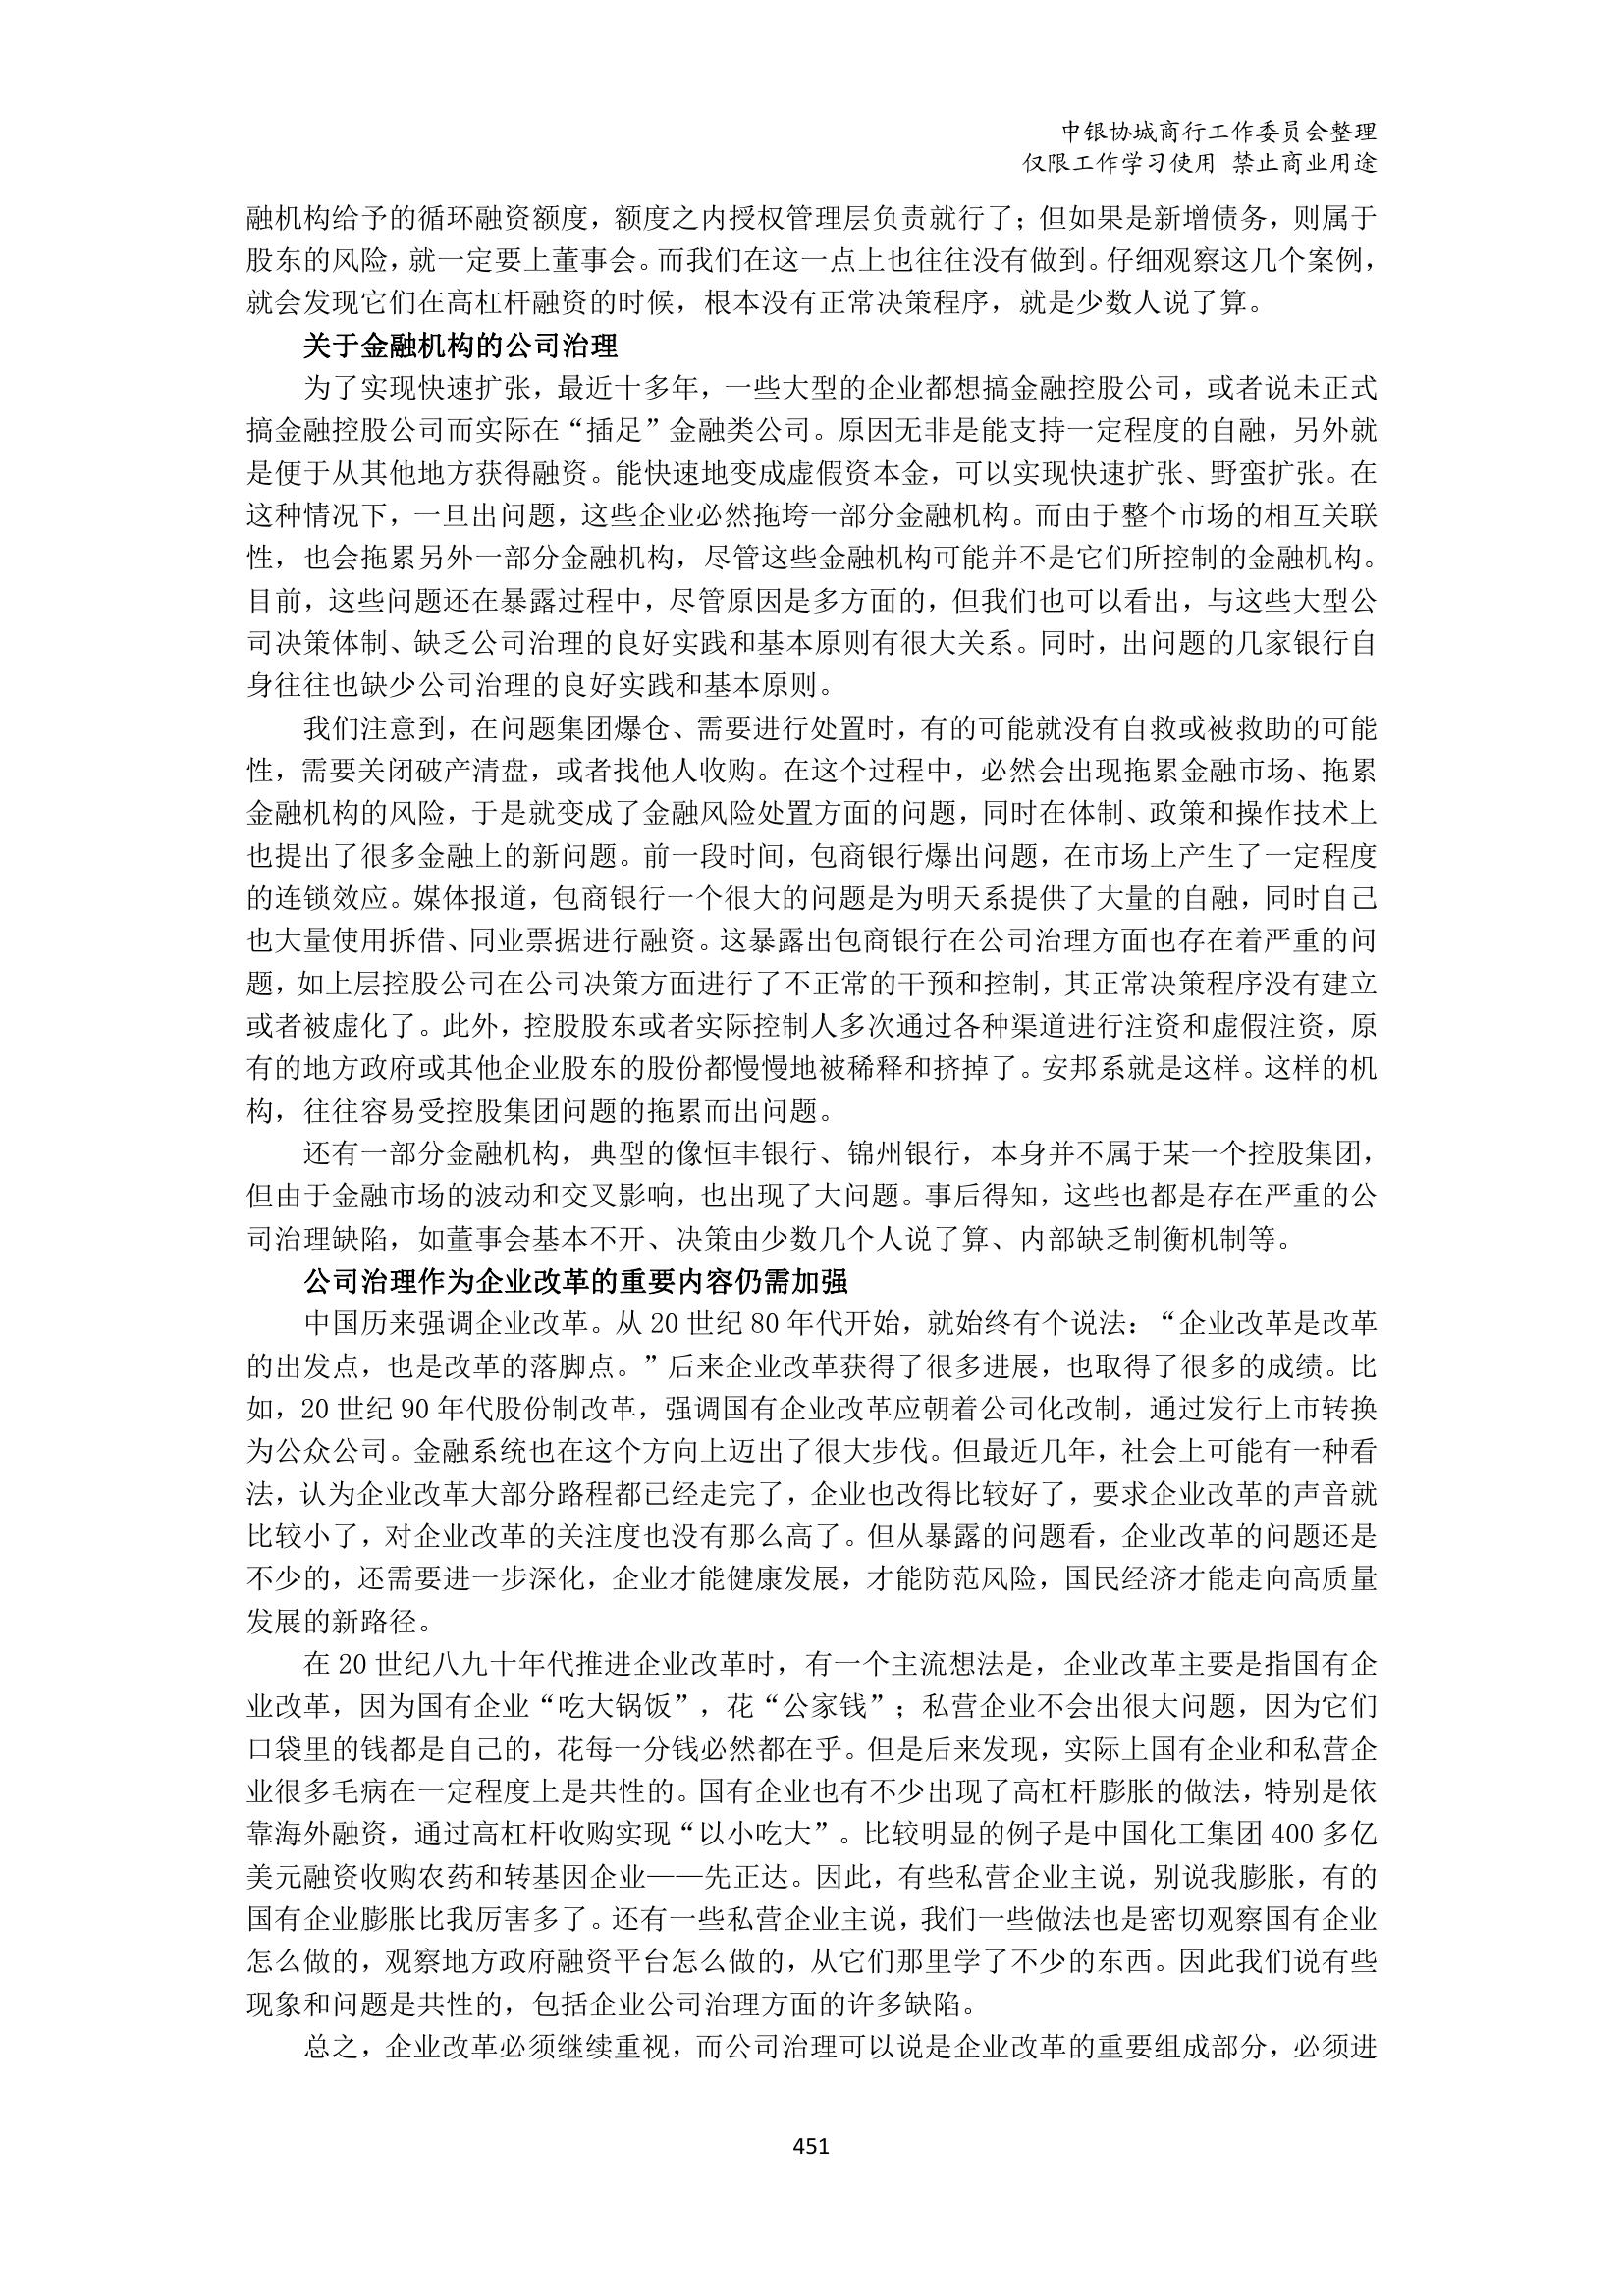 中银协城商行工作委员会整理
仅限工作学习使用 禁止商业用途
融机构给予的循环融资额度，额度之内授权管理层负责就行了；但如果是新增债务，则属于
股东的风险，就一定要上董事会。而我们在这一点上也往往没有做到。仔细观察这几个案例，
就会发现它们在高杠杆融资的时候，根本没有正常决策程序，就是少数人说了算。
关于金融机构的公司治理
为了实现快速扩张，最近十多年，一些大型的企业都想搞金融控股公司，或者说未正式
搞金融控股公司而实际在“插足”金融类公司。原因无非是能支持一定程度的自融，另外就
是便于从其他地方获得融资。能快速地变成虚假资本金，可以实现快速扩张、野蛮扩张。在
这种情况下，一旦出问题，这些企业必然拖垮一部分金融机构。而由于整个市场的相互关联
性，也会拖累另外一部分金融机构，尽管这些金融机构可能并不是它们所控制的金融机构。
目前，这些问题还在暴露过程中，尽管原因是多方面的，但我们也可以看出，与这些大型公
司决策体制、缺乏公司治理的良好实践和基本原则有很大关系。同时，出问题的几家银行自
身往往也缺少公司治理的良好实践和基本原则。
我们注意到，在问题集团爆仓、需要进行处置时，有的可能就没有自救或被救助的可能
性，需要关闭破产清盘，或者找他人收购。在这个过程中，必然会出现拖累金融市场、拖累
金融机构的风险，于是就变成了金融风险处置方面的问题，同时在体制、政策和操作技术上
也提出了很多金融上的新问题。前一段时间，包商银行爆出问题，在市场上产生了一定程度
的连锁效应。媒体报道，包商银行一个很大的问题是为明天系提供了大量的自融，同时自己
也大量使用拆借、同业票据进行融资。这暴露出包商银行在公司治理方面也存在着严重的问
题，如上层控股公司在公司决策方面进行了不正常的干预和控制，其正常决策程序没有建立
或者被虚化了。此外，控股股东或者实际控制人多次通过各种渠道进行注资和虚假注资，原
有的地方政府或其他企业股东的股份都慢慢地被稀释和挤掉了。安邦系就是这样。这样的机
构，往往容易受控股集团问题的拖累而出问题。
还有一部分金融机构，典型的像恒丰银行、锦州银行，本身并不属于某一个控股集团，
但由于金融市场的波动和交叉影响，也出现了大问题。事后得知，这些也都是存在严重的公
司治理缺陷，如董事会基本不开、决策由少数几个人说了算、内部缺乏制衡机制等。
公司治理作为企业改革的重要内容仍需加强
中国历来强调企业改革。从 20 世纪 80 年代开始，就始终有个说法：“企业改革是改革
的出发点，也是改革的落脚点。”后来企业改革获得了很多进展，也取得了很多的成绩。比
如，20 世纪 90 年代股份制改革，强调国有企业改革应朝着公司化改制，通过发行上市转换
为公众公司。金融系统也在这个方向上迈出了很大步伐。但最近几年，社会上可能有一种看
法，认为企业改革大部分路程都已经走完了，企业也改得比较好了，要求企业改革的声音就
比较小了，对企业改革的关注度也没有那么高了。但从暴露的问题看，企业改革的问题还是
不少的，还需要进一步深化，企业才能健康发展，才能防范风险，国民经济才能走向高质量
发展的新路径。
在 20 世纪八九十年代推进企业改革时，有一个主流想法是，企业改革主要是指国有企
业改革，因为国有企业“吃大锅饭”，花“公家钱”；私营企业不会出很大问题，因为它们
口袋里的钱都是自己的，花每一分钱必然都在乎。但是后来发现，实际上国有企业和私营企
业很多毛病在一定程度上是共性的。国有企业也有不少出现了高杠杆膨胀的做法，特别是依
靠海外融资，通过高杠杆收购实现“以小吃大”。比较明显的例子是中国化工集团 400 多亿
美元融资收购农药和转基因企业——先正达。因此，有些私营企业主说，别说我膨胀，有的
国有企业膨胀比我厉害多了。还有一些私营企业主说，我们一些做法也是密切观察国有企业
怎么做的，观察地方政府融资平台怎么做的，从它们那里学了不少的东西。因此我们说有些
现象和问题是共性的，包括企业公司治理方面的许多缺陷。
总之，企业改革必须继续重视，而公司治理可以说是企业改革的重要组成部分，必须进
451